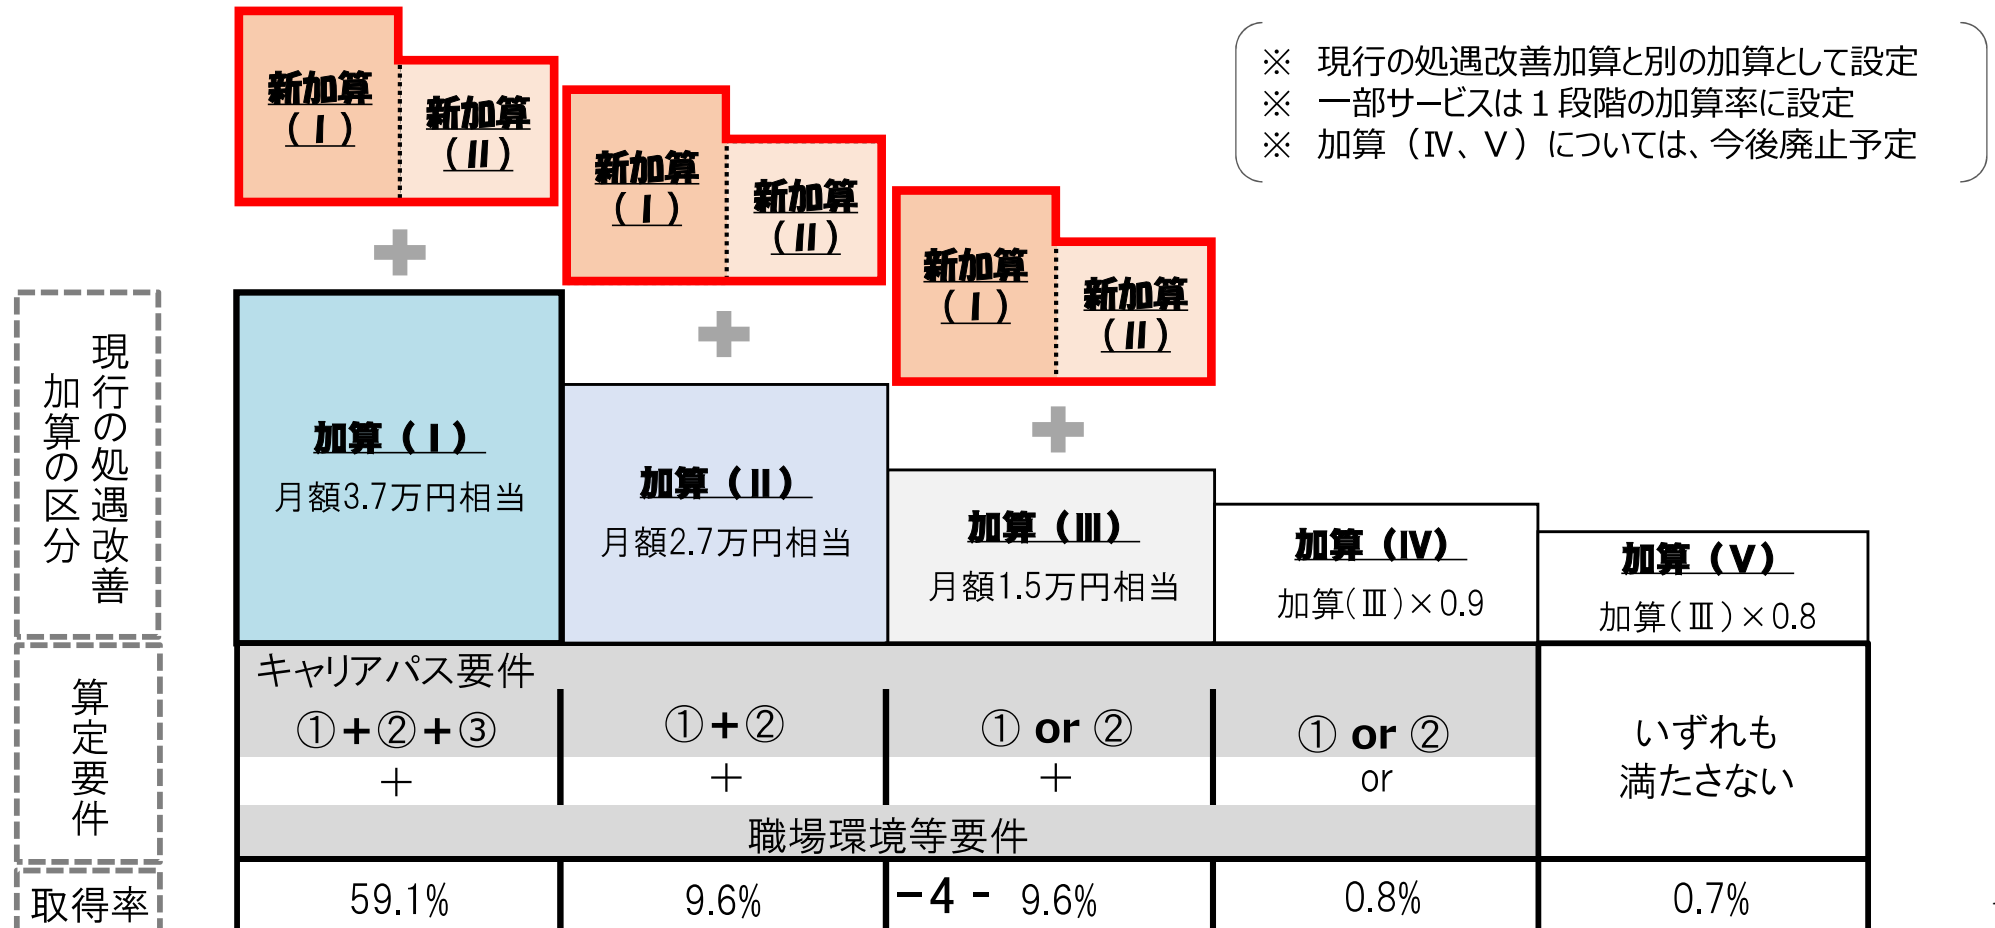 ※ 現行の処遇改善加算と別の加算として設定
※ 一部サービスは１段階の加算率に設定
※ 加算（Ⅳ、Ⅴ）については、今後廃止予定
新加算
（Ⅰ）
新加算
（Ⅱ）
新加算
（Ⅰ）
新加算
（Ⅱ）
新加算
（Ⅰ）
新加算
（Ⅱ）
現行の処遇改善
加算の区分
加算（Ⅰ）
月額3.7万円相当
加算（Ⅱ）
月額2.7万円相当
加算（Ⅲ）
月額1.5万円相当
加算（Ⅳ）
加算(Ⅲ)×0.9
加算（Ⅴ）
加算(Ⅲ)×0.8
算定要件
キャリアパス要件
①+②+③
①+②
① or ②
① or ②
＋
＋
＋
or
職場環境等要件
いずれも
満たさない
取得率
59.1%
9.6%
－4 -
9.6%
0.8%
0.7%